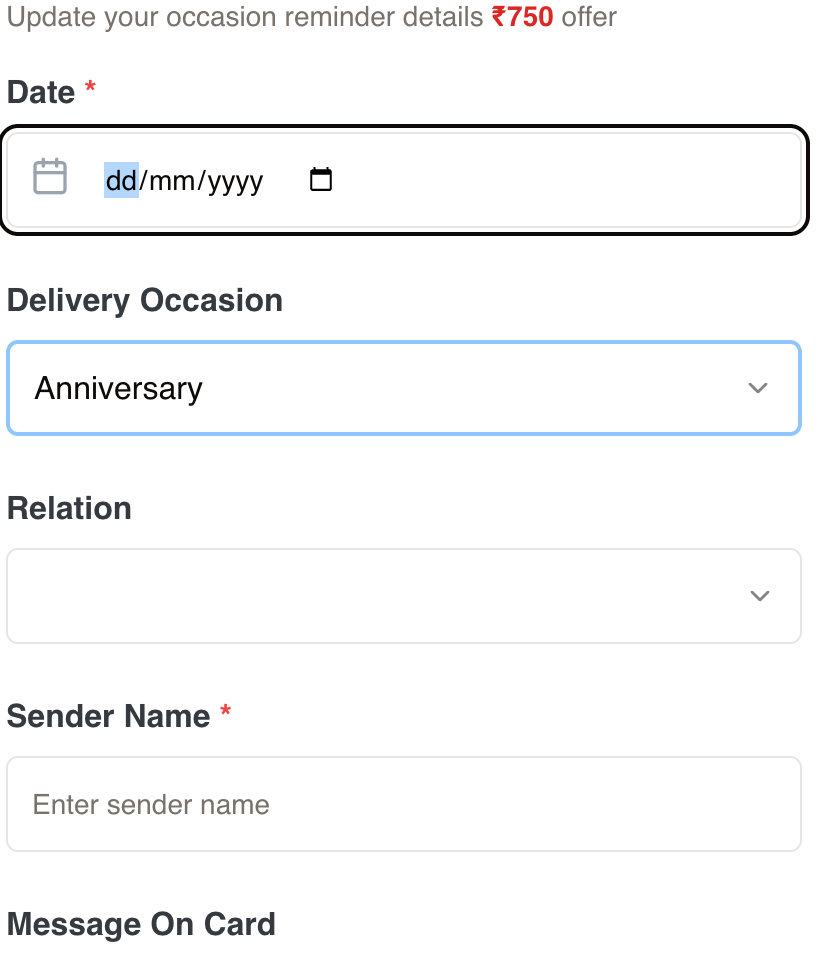 Update your occasion reminder details ₹750 offer
Date *
dd/mm/yyyy
Delivery Occasion
Anniversary
Relation
Sender Name *
Enter sender name
Message On Card